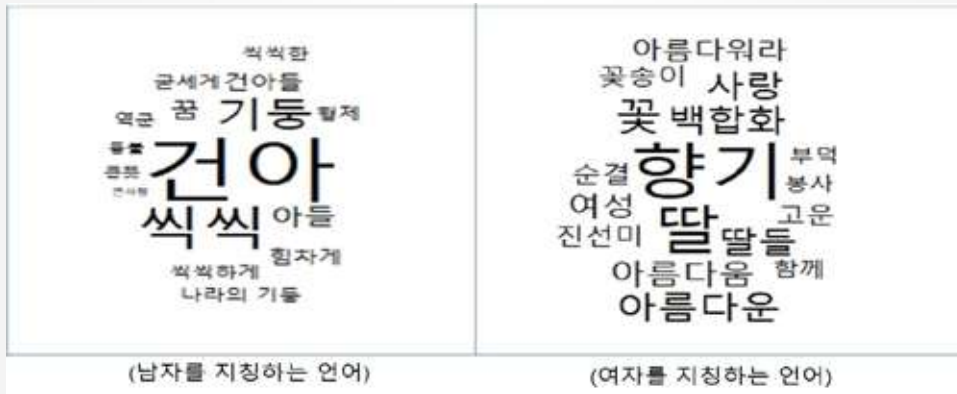 씩씩한
굳세게 건아들
역군 꿈 기둥 형제
등불
건아
큰뜻
씩씩 아들
힘차게
씩씩하게
나라의 기둥
(남자를 지칭하는 언어)
아름다워라
꽃송이 사랑
꽃 백합화
향기 부덕
순결 봉사
여성 딸 고운
진선미 딸들
아름다움 함께
아름다운
(여자를 지칭하는 언어)